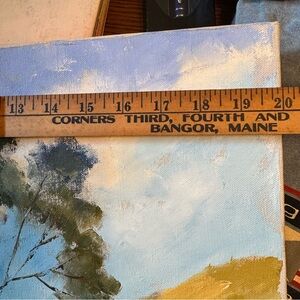 13 14 15 16 17 18 19 20
CORNERS THIRD, FOURTH AND
BANGOR, MAINE